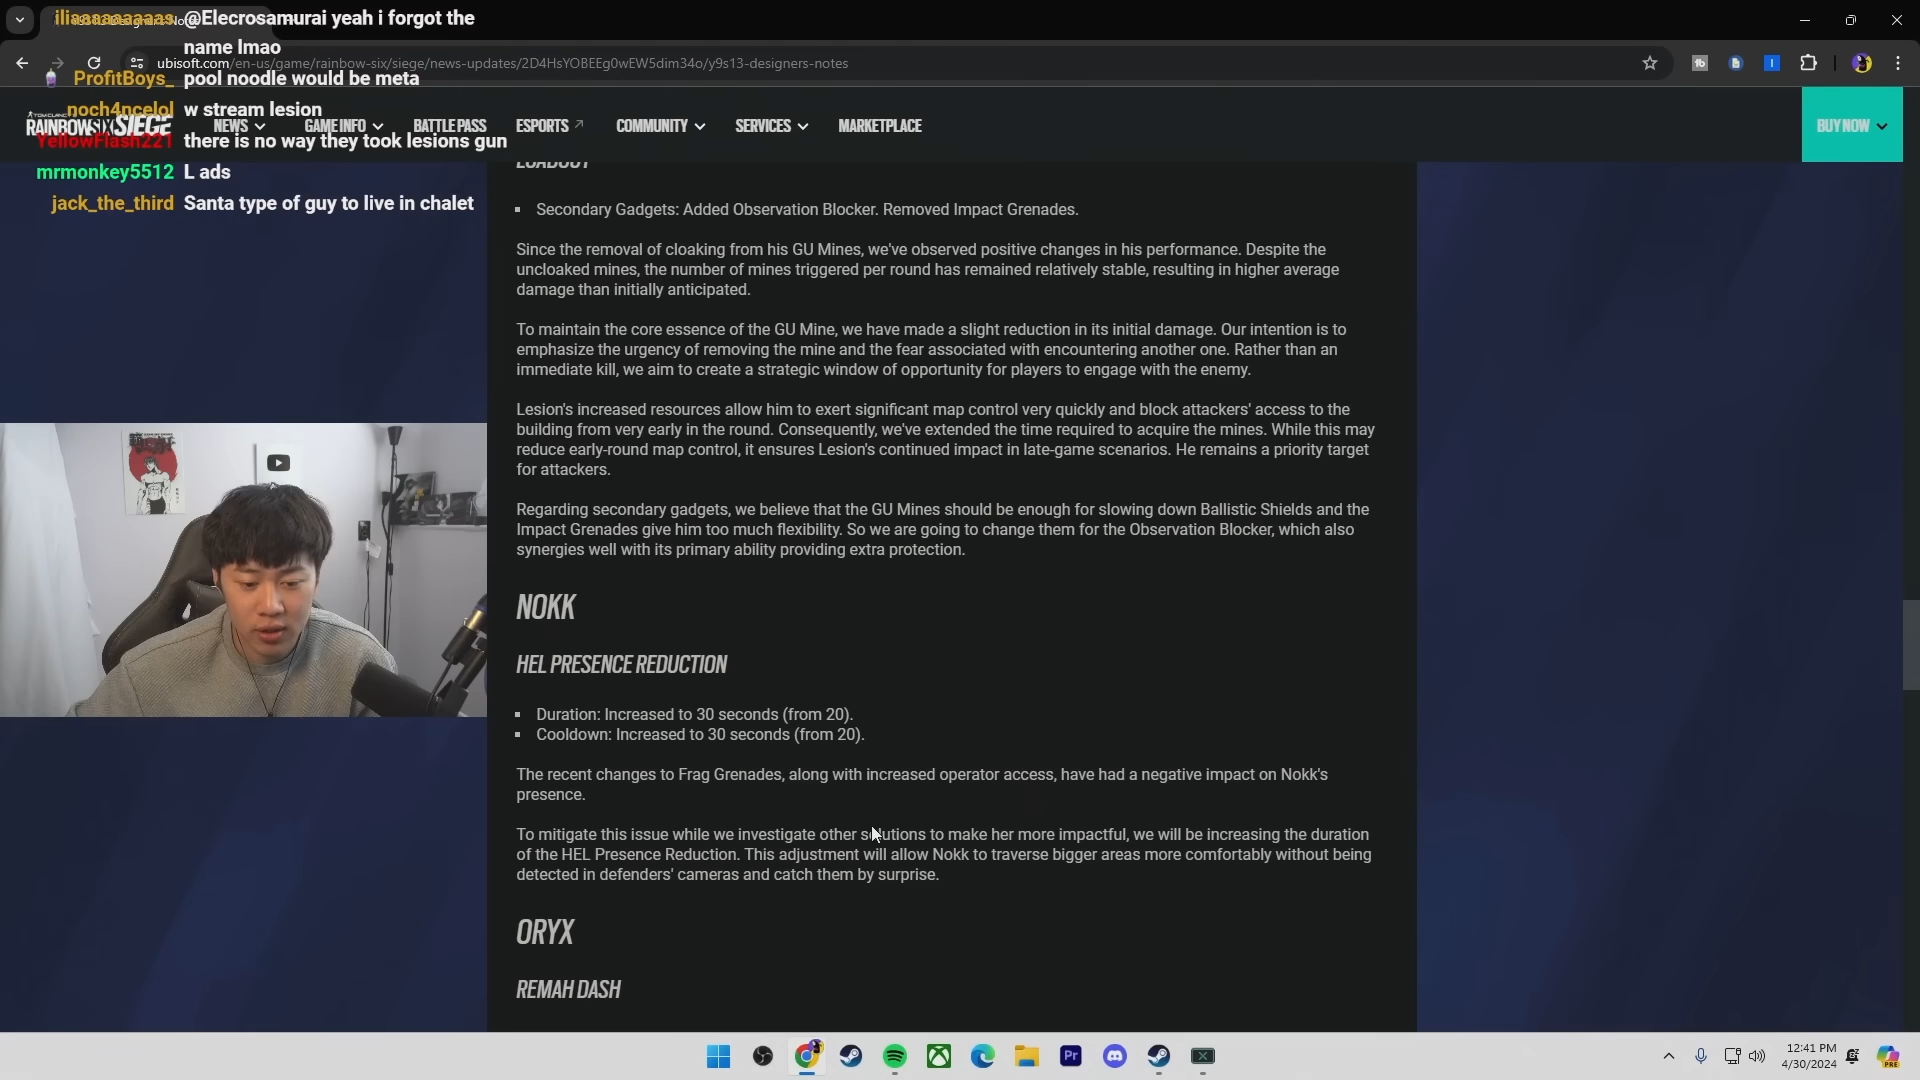 iliaaaaaaaaas @Elecrosamurai yeah i forgot the
name lmao
ubisoft.com/en-us/game/rainbow-six/siege/news-updates/2D4HsYOBEEg0wEW5dim34o/y9s13-designers-notes
ProfitBoys_ pool noodle would be meta
noch4ncelol w stream lesion
RAINBOW SIX SIEGE NEWS GAME INFO BATTLE PASS ESPORTS COMMUNITY SERVICES MARKETPLACE BUY NOW
YellowFlash221 there is no way they took lesions gun
mrmonkey5512 L ads
jack_the_third Santa type of guy to live in chalet
LOADOUT
Secondary Gadgets: Added Observation Blocker. Removed Impact Grenades.
Since the removal of cloaking from his GU Mines, we've observed positive changes in his performance. Despite the
uncloaked mines, the number of mines triggered per round has remained relatively stable, resulting in higher average
damage than initially anticipated.
To maintain the core essence of the GU Mine, we have made a slight reduction in its initial damage. Our intention is to
emphasize the urgency of removing the mine and the fear associated with encountering another one. Rather than an
immediate kill, we aim to create a strategic window of opportunity for players to engage with the enemy.
Lesion's increased resources allow him to exert significant map control very quickly and block attackers' access to the
building from very early in the round. Consequently, we've extended the time required to acquire the mines. While this may
reduce early-round map control, it ensures Lesion's continued impact in late-game scenarios. He remains a priority target
for attackers.
Regarding secondary gadgets, we believe that the GU Mines should be enough for slowing down Ballistic Shields and the
Impact Grenades give him too much flexibility. So we are going to change them for the Observation Blocker, which also
synergies well with its primary ability providing extra protection.
NOKK
HEL PRESENCE REDUCTION
Duration: Increased to 30 seconds (from 20).
Cooldown: Increased to 30 seconds (from 20).
The recent changes to Frag Grenades, along with increased operator access, have had a negative impact on Nokk's
presence.
To mitigate this issue while we investigate other solutions to make her more impactful, we will be increasing the duration
of the HEL Presence Reduction. This adjustment will allow Nokk to traverse bigger areas more comfortably without being
detected in defenders' cameras and catch them by surprise.
ORYX
REMAH DASH
12:41 PM
4/30/2024